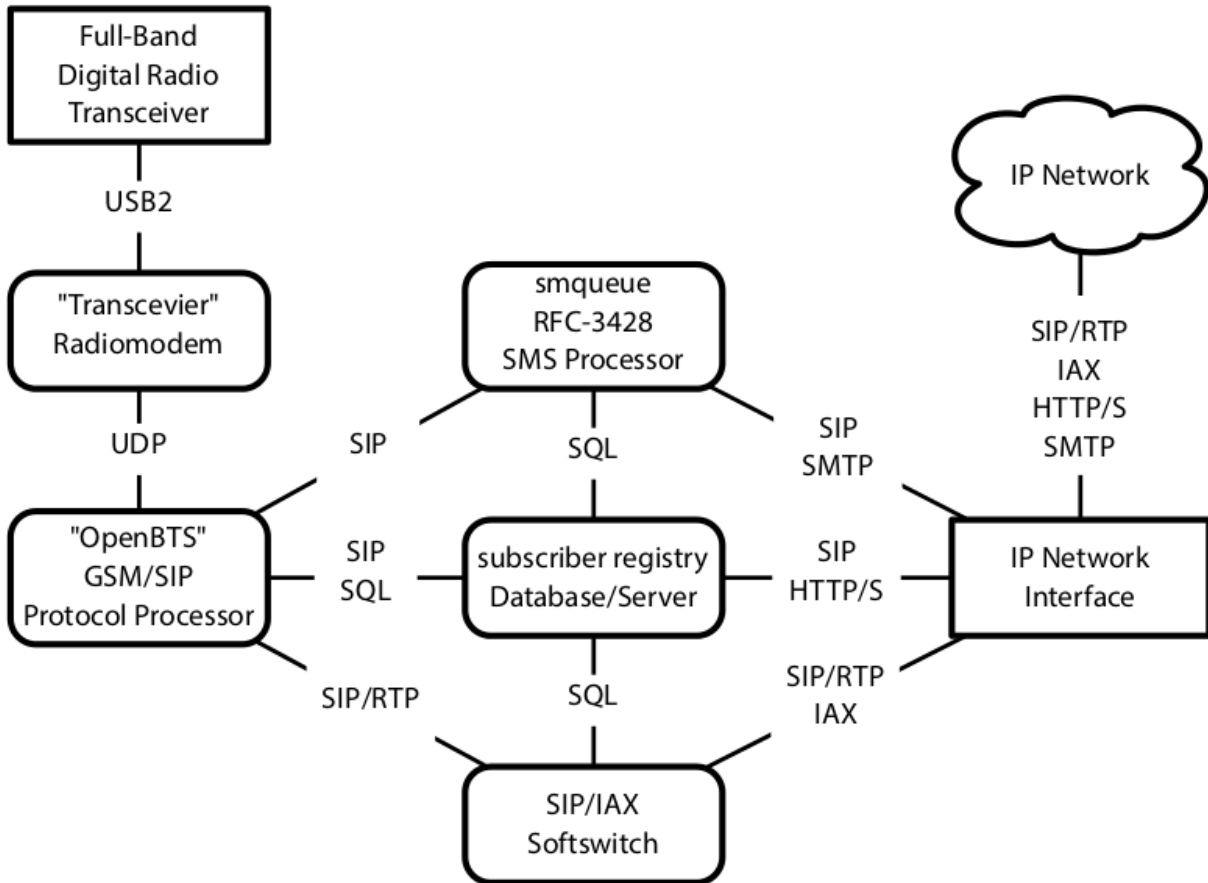 Full-Band
Digital Radio
Transceiver
USB2
"Transcevier"
Radiomodem
UDP
"OpenBTS"
GSM/SIP
Protocol Processor
SIP
SIP
SQL
SIP/RTP
smqueue
RFC-3428
SMS Processor
SQL
subscriber registry
Database/Server
SQL
SIP/IAX
Softswitch
SIP
SMTP
SIP
HTTP/S
SIP/RTP
IAX
IP Network
SIP/RTP
IAX
HTTP/S
SMTP
IP Network
Interface